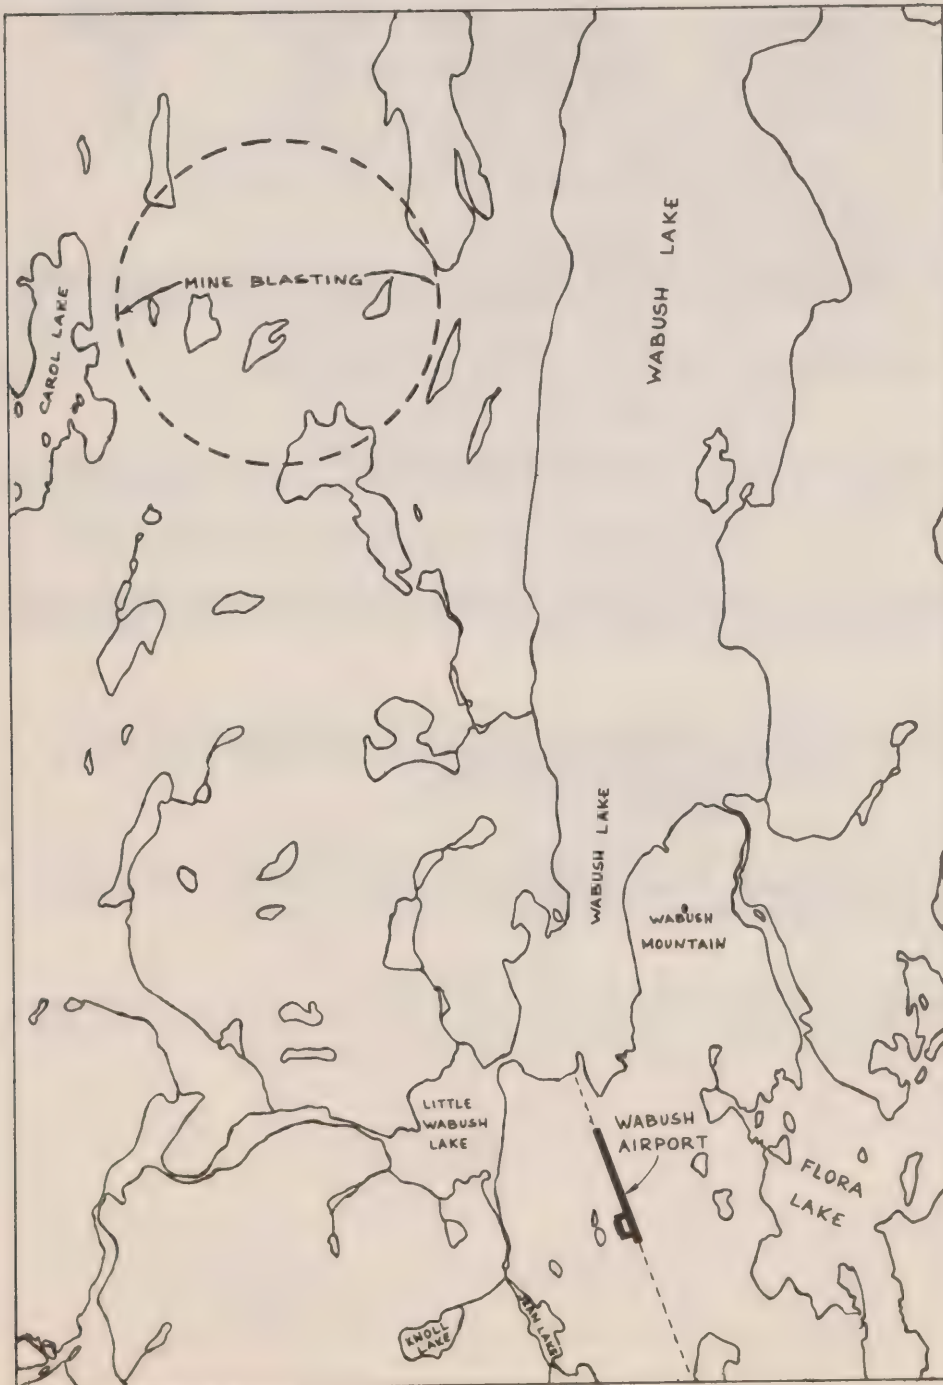 WABUSH LAKE
MINE BLASTING
CAROL LAKE
WABUSH LAKE
WABUSH
MOUNTAIN
LITTLE
WABUSH
LAKE
WABUSH
AIRPORT
FLORA
LAKE
KNOLL
LAKE